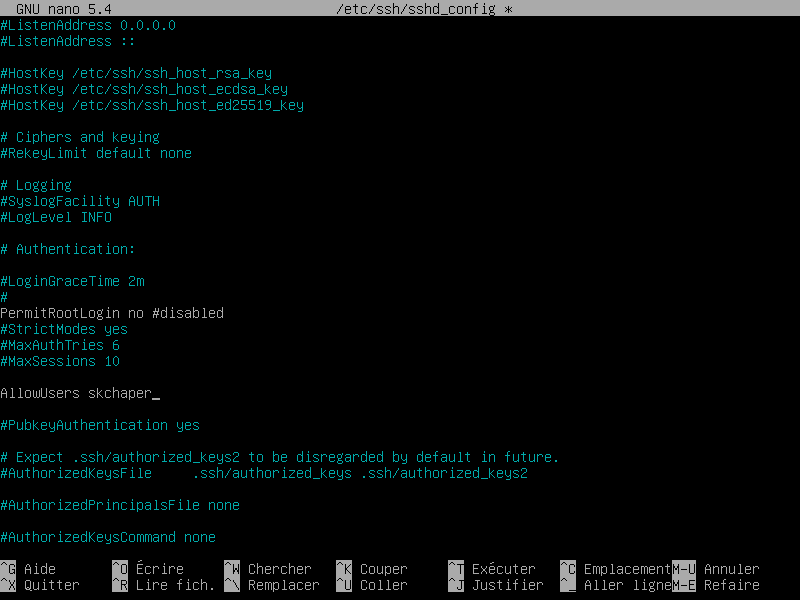 GNU nano 5.4 /etc/ssh/sshd_config *
#ListenAddress 0.0.0.0
#ListenAddress ::
#HostKey /etc/ssh/ssh_host_rsa_key
#HostKey /etc/ssh/ssh_host_ecdsa_key
#HostKey /etc/ssh/ssh_host_ed25519_key
# Ciphers and keying
#RekeyLimit default none
# Logging
#SyslogFacility AUTH
#LogLevel INFO
# Authentication:
#LoginGraceTime 2m
#
PermitRootLogin no #disabled
#StrictModes yes
#MaxAuthTries 6
#MaxSessions 10
AllowUsers skchaper_
#PubkeyAuthentication yes
# Expect .ssh/authorized_keys2 to be disregarded by default in future.
#AuthorizedKeysFile .ssh/authorized_keys .ssh/authorized_keys2
#AuthorizedPrincipalsFile none
#AuthorizedKeysCommand none
^G Aide ^O Écrire ^W Chercher ^K Couper ^T Exécuter ^C Emplacement M-U Annuler
^X Quitter ^R Lire fich. ^\ Remplacer ^U Coller ^J Justifier ^_ Aller ligne M-E Refaire